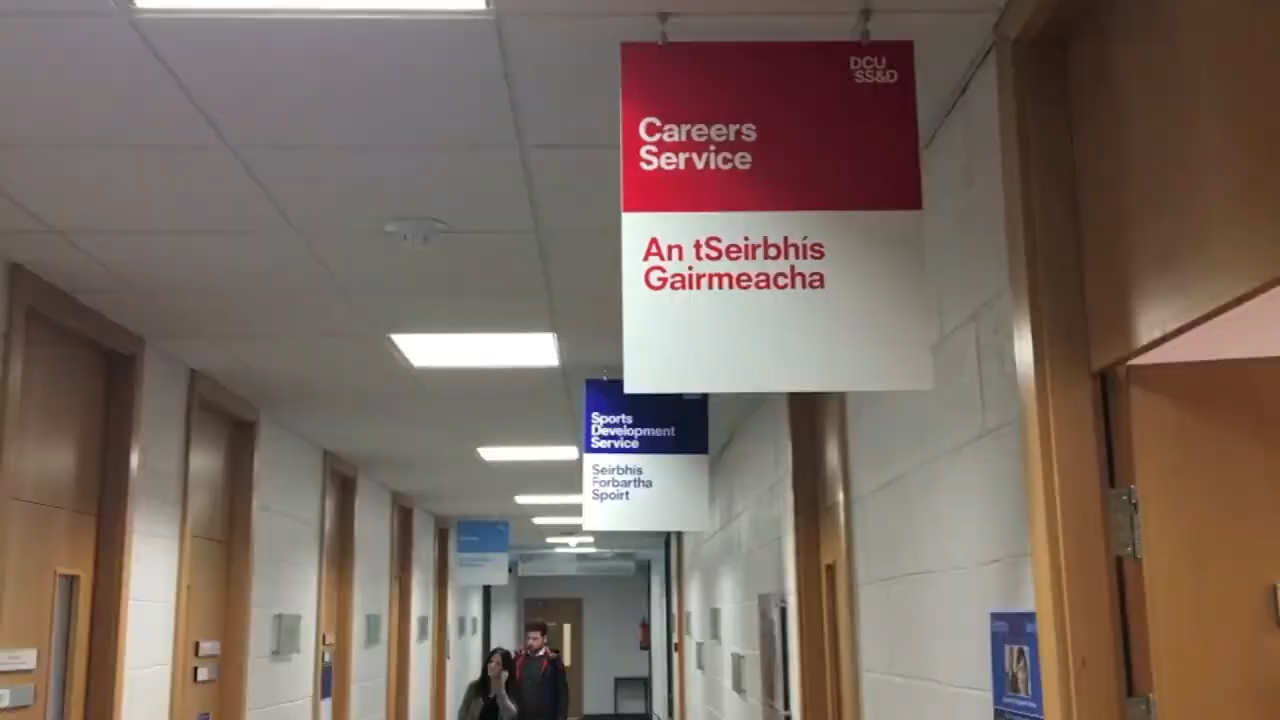 DCU
SS&D
Careers
Service
An tSeirbhís
Gairmeacha
Sports
Development
Service
Seirbhís
Forbartha
Spoirt